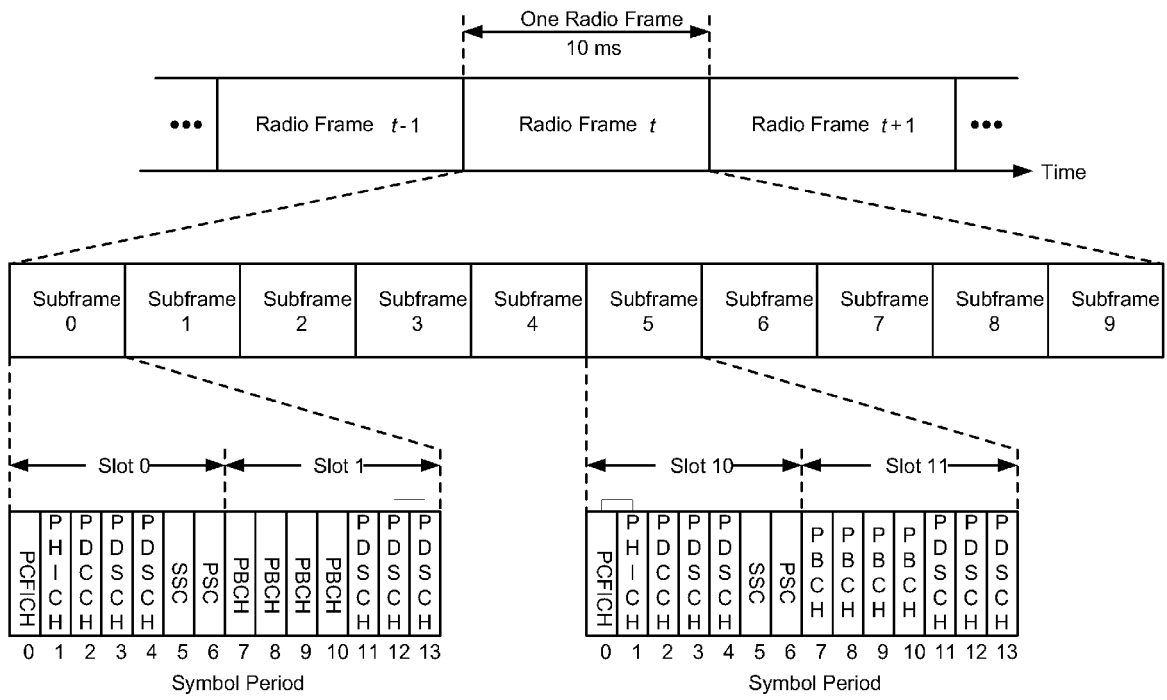 One Radio Frame
10 ms
••• Radio Frame t-1 Radio Frame t Radio Frame t+1 •••
Time
Subframe 0 Subframe 1 Subframe 2 Subframe 3 Subframe 4 Subframe 5 Subframe 6 Subframe 7 Subframe 8 Subframe 9
Slot 0 Slot 1 Slot 10 Slot 11
PCFICH PHICH PDCCH PDSCH PDSCH SSC PSC PBCH PBCH PBCH PBCH PDSCH PDSCH PDSCH
0 1 2 3 4 5 6 7 8 9 10 11 12 13
Symbol Period
PCFICH PHICH PDCCH PDSCH PDSCH SSC PSC PBCH PBCH PBCH PBCH PDSCH PDSCH PDSCH
0 1 2 3 4 5 6 7 8 9 10 11 12 13
Symbol Period